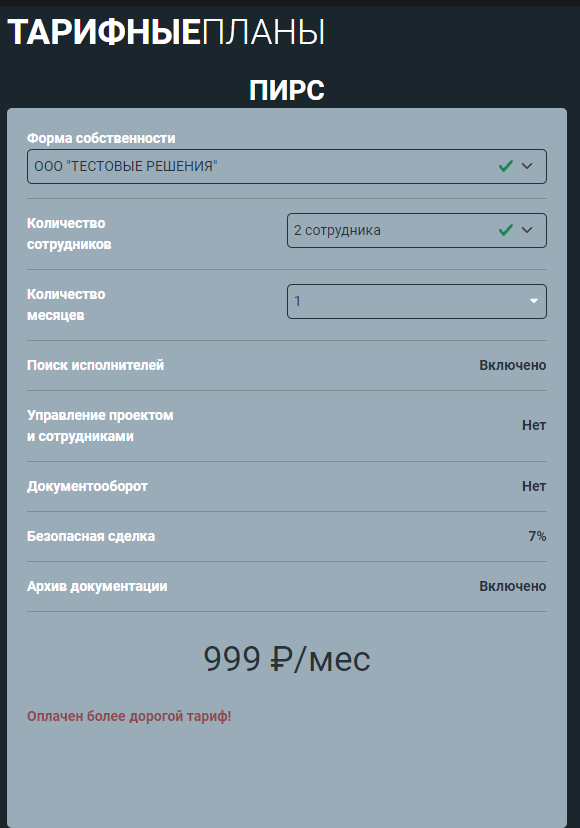 ТАРИФНЫЕПЛАНЫ
ПИРС
Форма собственности
ООО "ТЕСТОВЫЕ РЕШЕНИЯ"
Количество
сотрудников
2 сотрудника
Количество
месяцев
1
Поиск исполнителей
Включено
Управление проектом
и сотрудниками
Нет
Документооборот
Нет
Безопасная сделка
7%
Архив документации
Включено
999 ₽/мес
Оплачен более дорогой тариф!